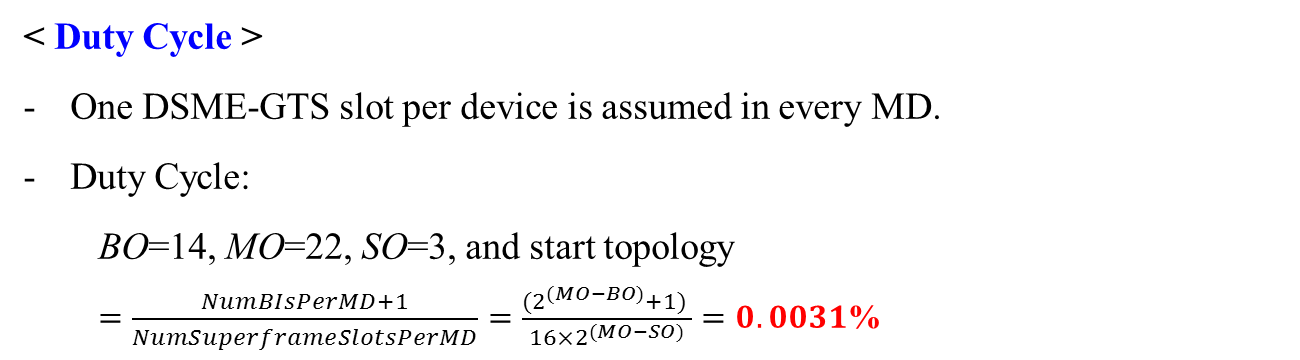 < Duty Cycle >
- One DSME-GTS slot per device is assumed in every MD.
- Duty Cycle:
BO=14, MO=22, SO=3, and start topology
= NumBIsPerMD+1 / NumSuperframeSlotsPerMD = (2^(MO−BO)+1) / 16×2^(MO−SO) = 0.0031%